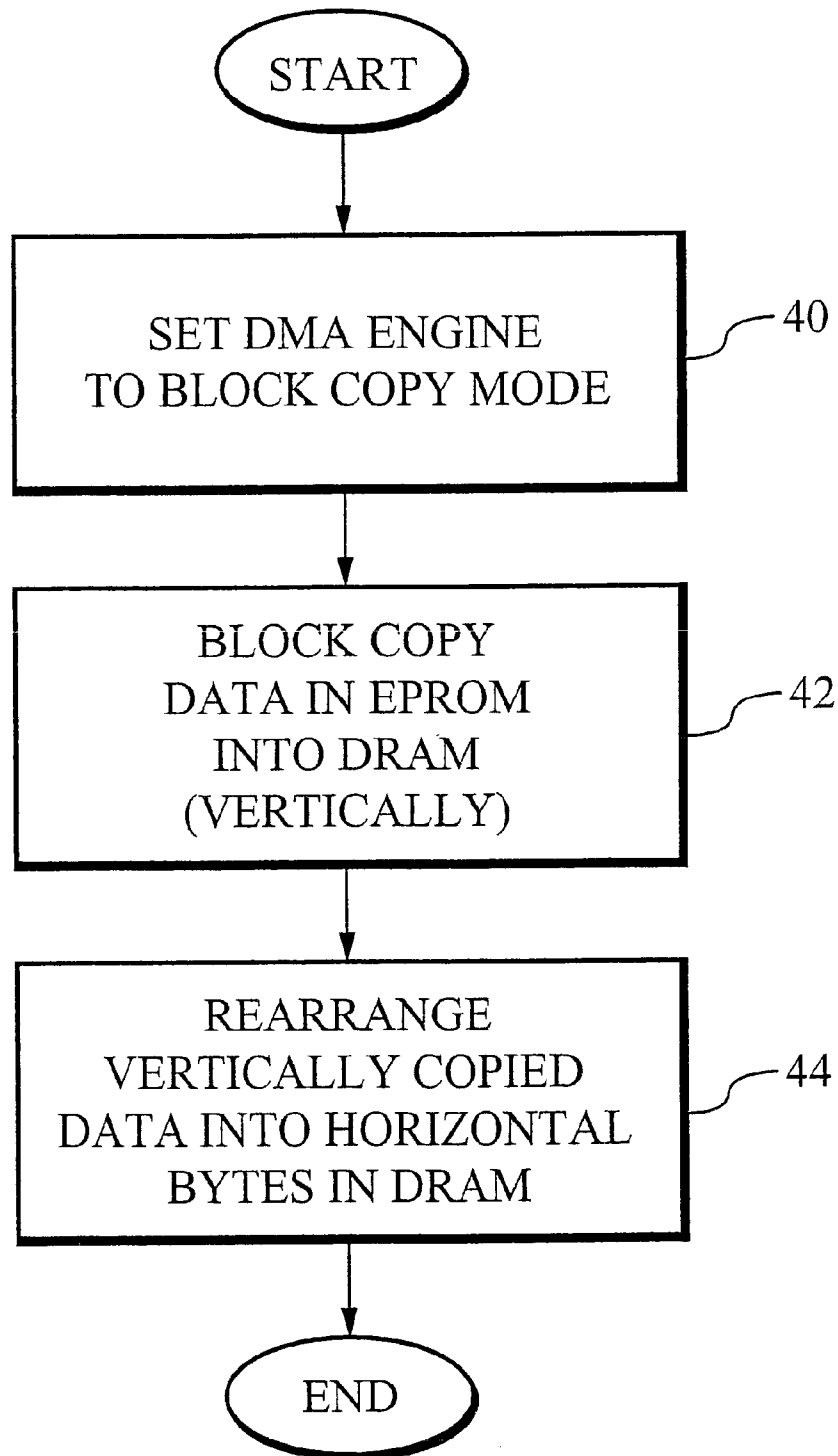 START
SET DMA ENGINE
TO BLOCK COPY MODE
40
BLOCK COPY
DATA IN EPROM
INTO DRAM
(VERTICALLY)
42
REARRANGE
VERTICALLY COPIED
DATA INTO HORIZONTAL
BYTES IN DRAM
44
END